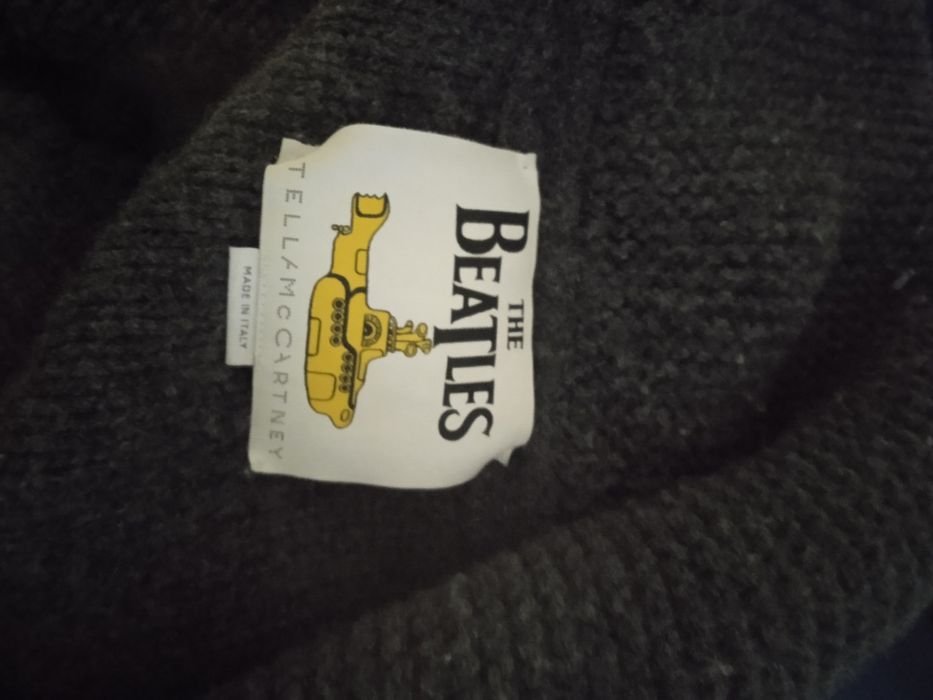 THE
BEATLES
TELLAMCCARTNEY
MADE IN ITALY